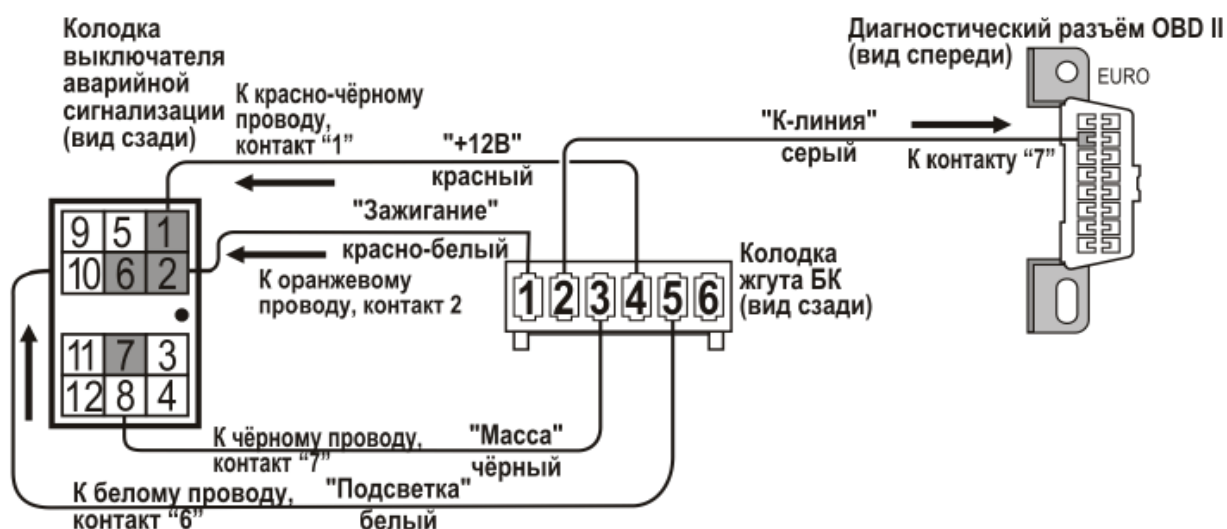 Колодка
выключателя
аварийной
сигнализации
(вид сзади)
К красно-чёрному
проводу,
контакт “1”
"+12В"
красный
"Зажигание"
красно-белый
К оранжевому
проводу, контакт 2
"К-линия"
серый
К контакту “7”
Диагностический разъём OBD II
(вид спереди)
EURO
9 5 1
10 6 2
11 7 3
12 8 4
1 2 3 4 5 6
Колодка
жгута БК
(вид сзади)
К чёрному проводу,
контакт “7”
"Масса"
чёрный
К белому проводу,
контакт “6”
"Подсветка"
белый